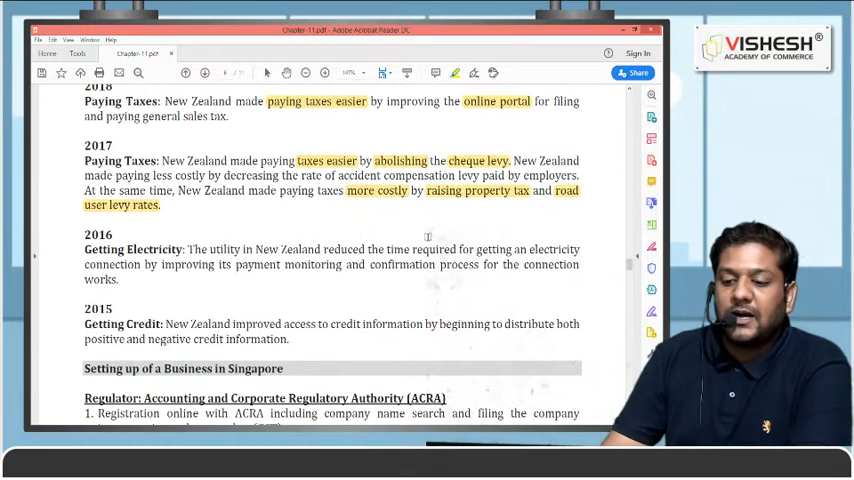 Chapter-11.pdf - Adobe Acrobat Reader DC
File Edit View Window Help
Home Tools Chapter-11.pdf × Sign In
6 / 11 147% Share
VISHESH®
ACADEMY OF COMMERCE
2018
Paying Taxes: New Zealand made paying taxes easier by improving the online portal for filing
and paying general sales tax.
2017
Paying Taxes: New Zealand made paying taxes easier by abolishing the cheque levy. New Zealand
made paying less costly by decreasing the rate of accident compensation levy paid by employers.
At the same time, New Zealand made paying taxes more costly by raising property tax and road
user levy rates.
2016
Getting Electricity: The utility in New Zealand reduced the time required for getting an electricity
connection by improving its payment monitoring and confirmation process for the connection
works.
2015
Getting Credit: New Zealand improved access to credit information by beginning to distribute both
positive and negative credit information.
Setting up of a Business in Singapore
Regulator: Accounting and Corporate Regulatory Authority (ACRA)
1. Registration online with ACRA including company name search and filing the company